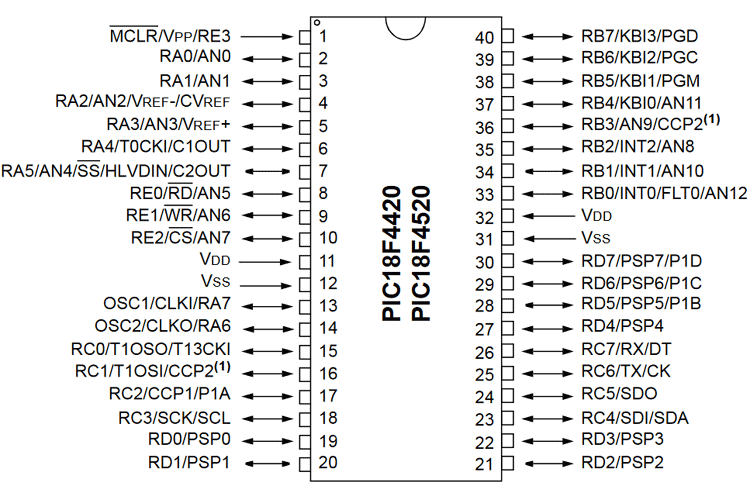 MCLR/VPP/RE3 1 40 RB7/KBI3/PGD
RA0/AN0 2 39 RB6/KBI2/PGC
RA1/AN1 3 38 RB5/KBI1/PGM
RA2/AN2/VREF-/CVREF 4 37 RB4/KBI0/AN11
RA3/AN3/VREF+ 5 36 RB3/AN9/CCP2(1)
RA4/T0CKI/C1OUT 6 35 RB2/INT2/AN8
RA5/AN4/SS/HLVDIN/C2OUT 7 34 RB1/INT1/AN10
RE0/RD/AN5 8 33 RB0/INT0/FLT0/AN12
RE1/WR/AN6 9 32 VDD
RE2/CS/AN7 10 31 VSS
VDD 11 30 RD7/PSP7/P1D
VSS 12 29 RD6/PSP6/P1C
OSC1/CLKI/RA7 13 28 RD5/PSP5/P1B
OSC2/CLKO/RA6 14 27 RD4/PSP4
RC0/T1OSO/T13CKI 15 26 RC7/RX/DT
RC1/T1OSI/CCP2(1) 16 25 RC6/TX/CK
RC2/CCP1/P1A 17 24 RC5/SDO
RC3/SCK/SCL 18 23 RC4/SDI/SDA
RD0/PSP0 19 22 RD3/PSP3
RD1/PSP1 20 21 RD2/PSP2
PIC18F4420
PIC18F4520